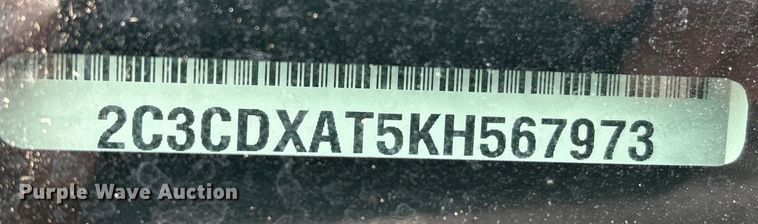 2C3CDXAT5KH567973
Purple Wave Auction